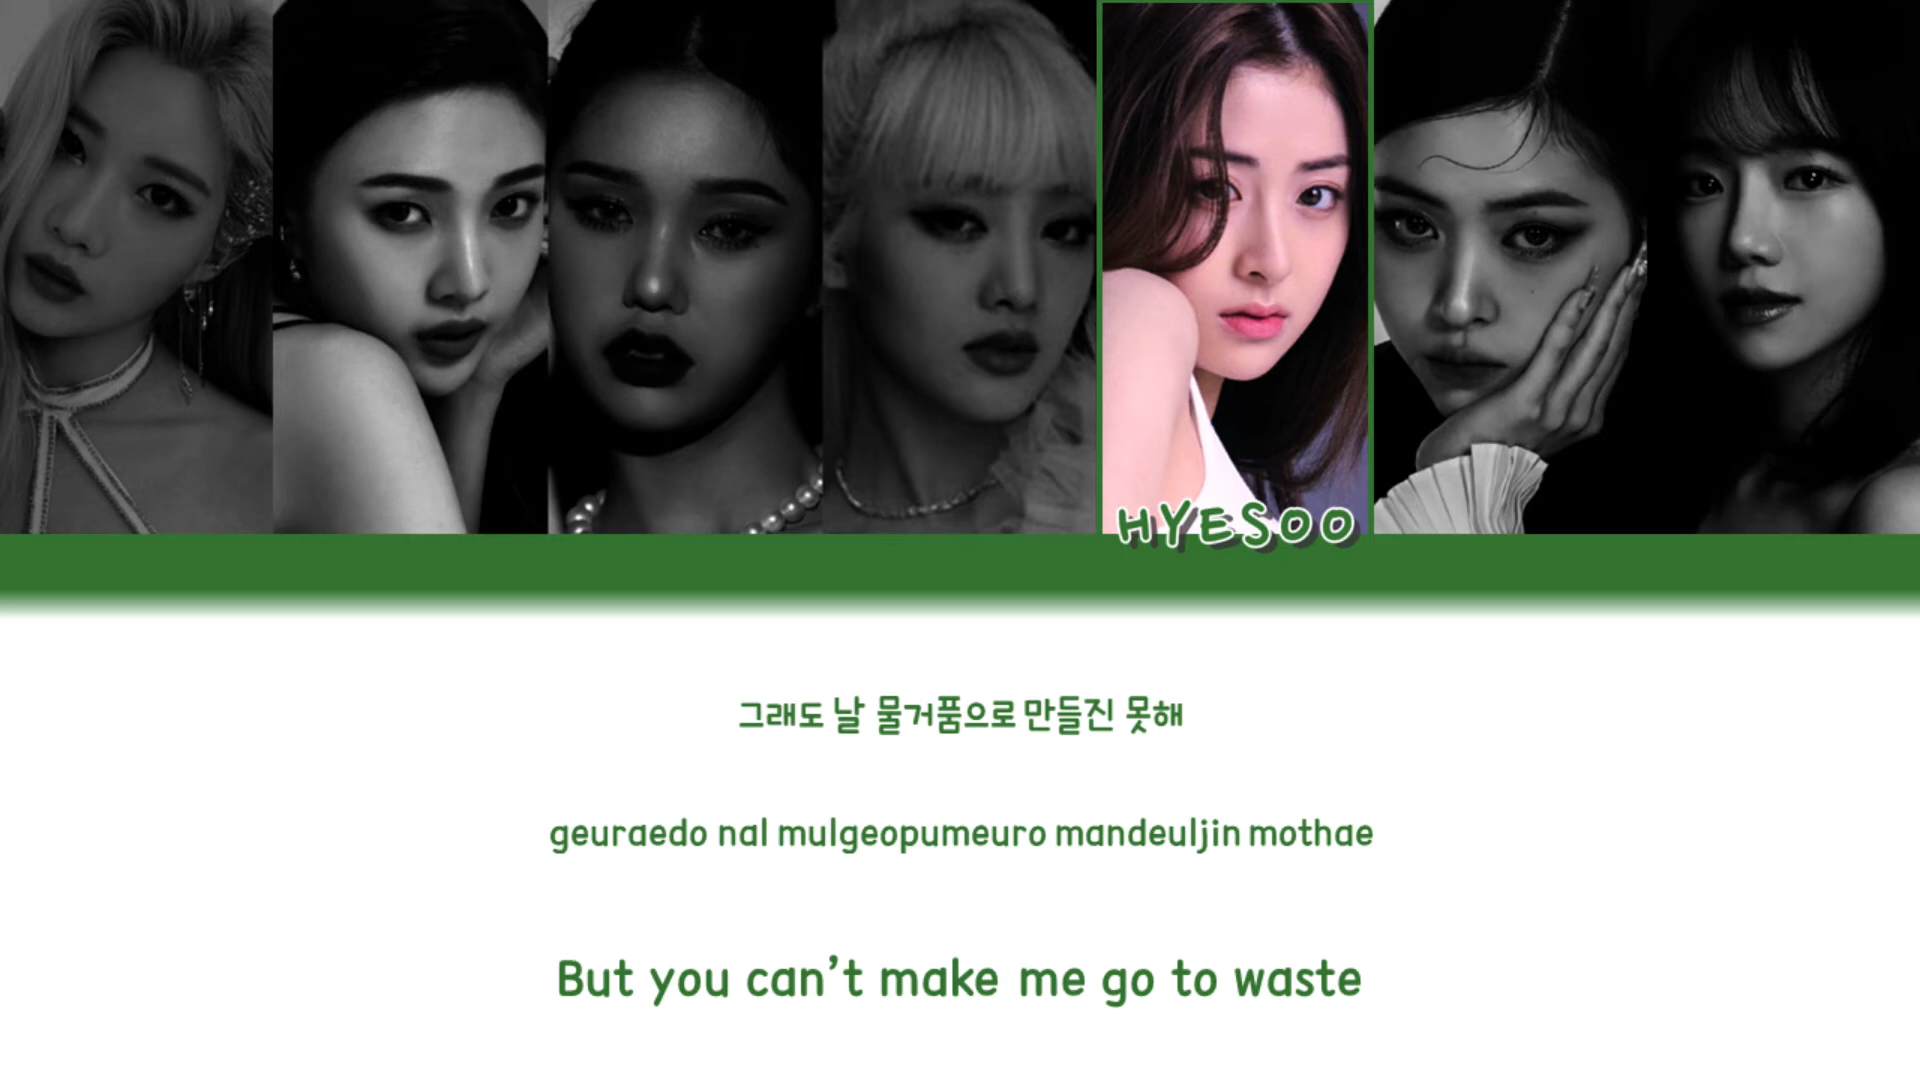 HYESOO
그래도 날 물거품으로 만들진 못해
geuraedo nal mulgeopumeuro mandeuljin mothae
But you can't make me go to waste